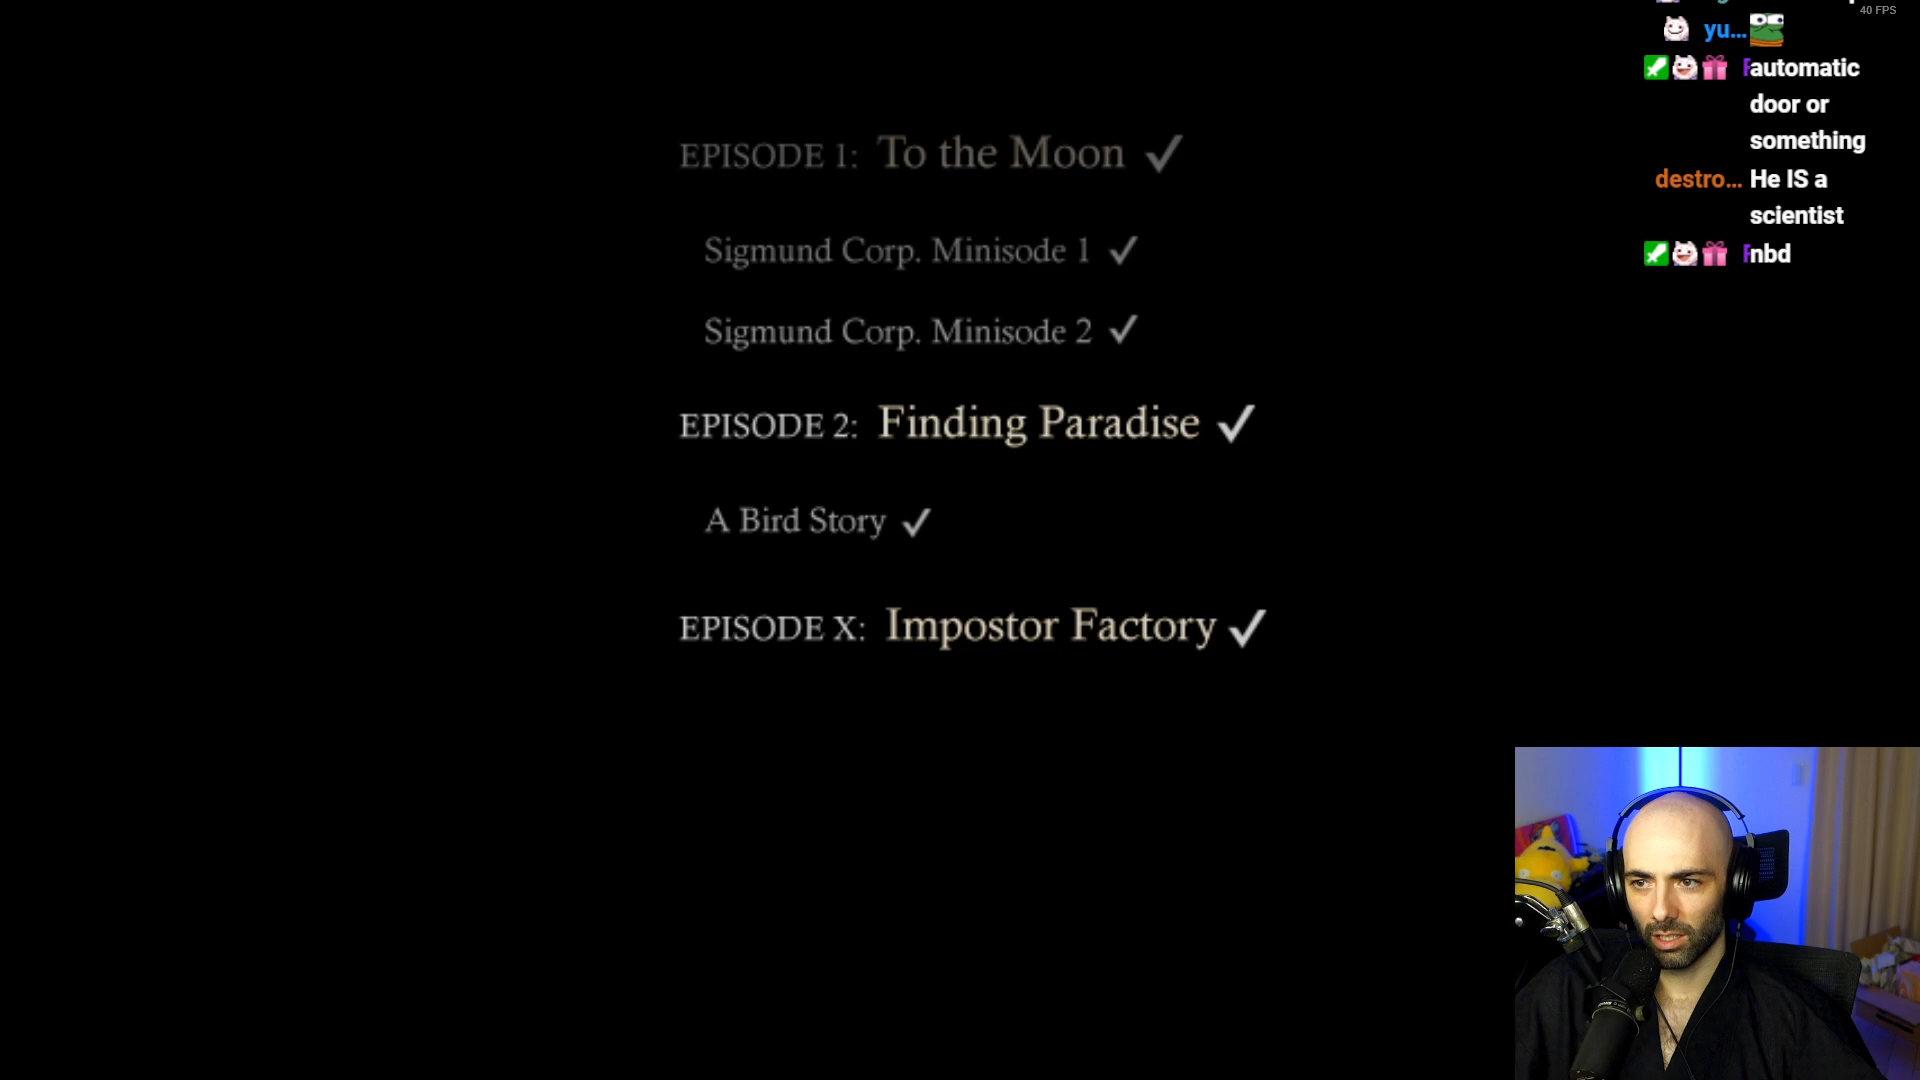 40 FPS
yu...
automatic
door or
something
destro... He IS a
scientist
nbd
EPISODE 1: To the Moon ✓
Sigmund Corp. Minisode 1 ✓
Sigmund Corp. Minisode 2 ✓
EPISODE 2: Finding Paradise ✓
A Bird Story ✓
EPISODE X: Impostor Factory ✓